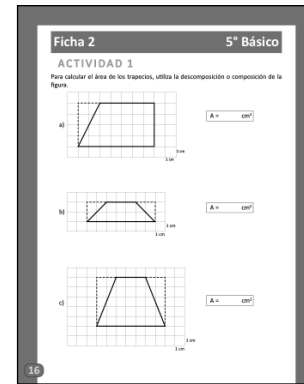 Ficha 2
5° Básico
ACTIVIDAD 1
Para calcular el área de los trapecios, utiliza la descomposición o composición de la
figura.
a)
A = cm²
1 cm
1 cm
b)
A = cm²
1 cm
1 cm
c)
A = cm²
1 cm
1 cm
16